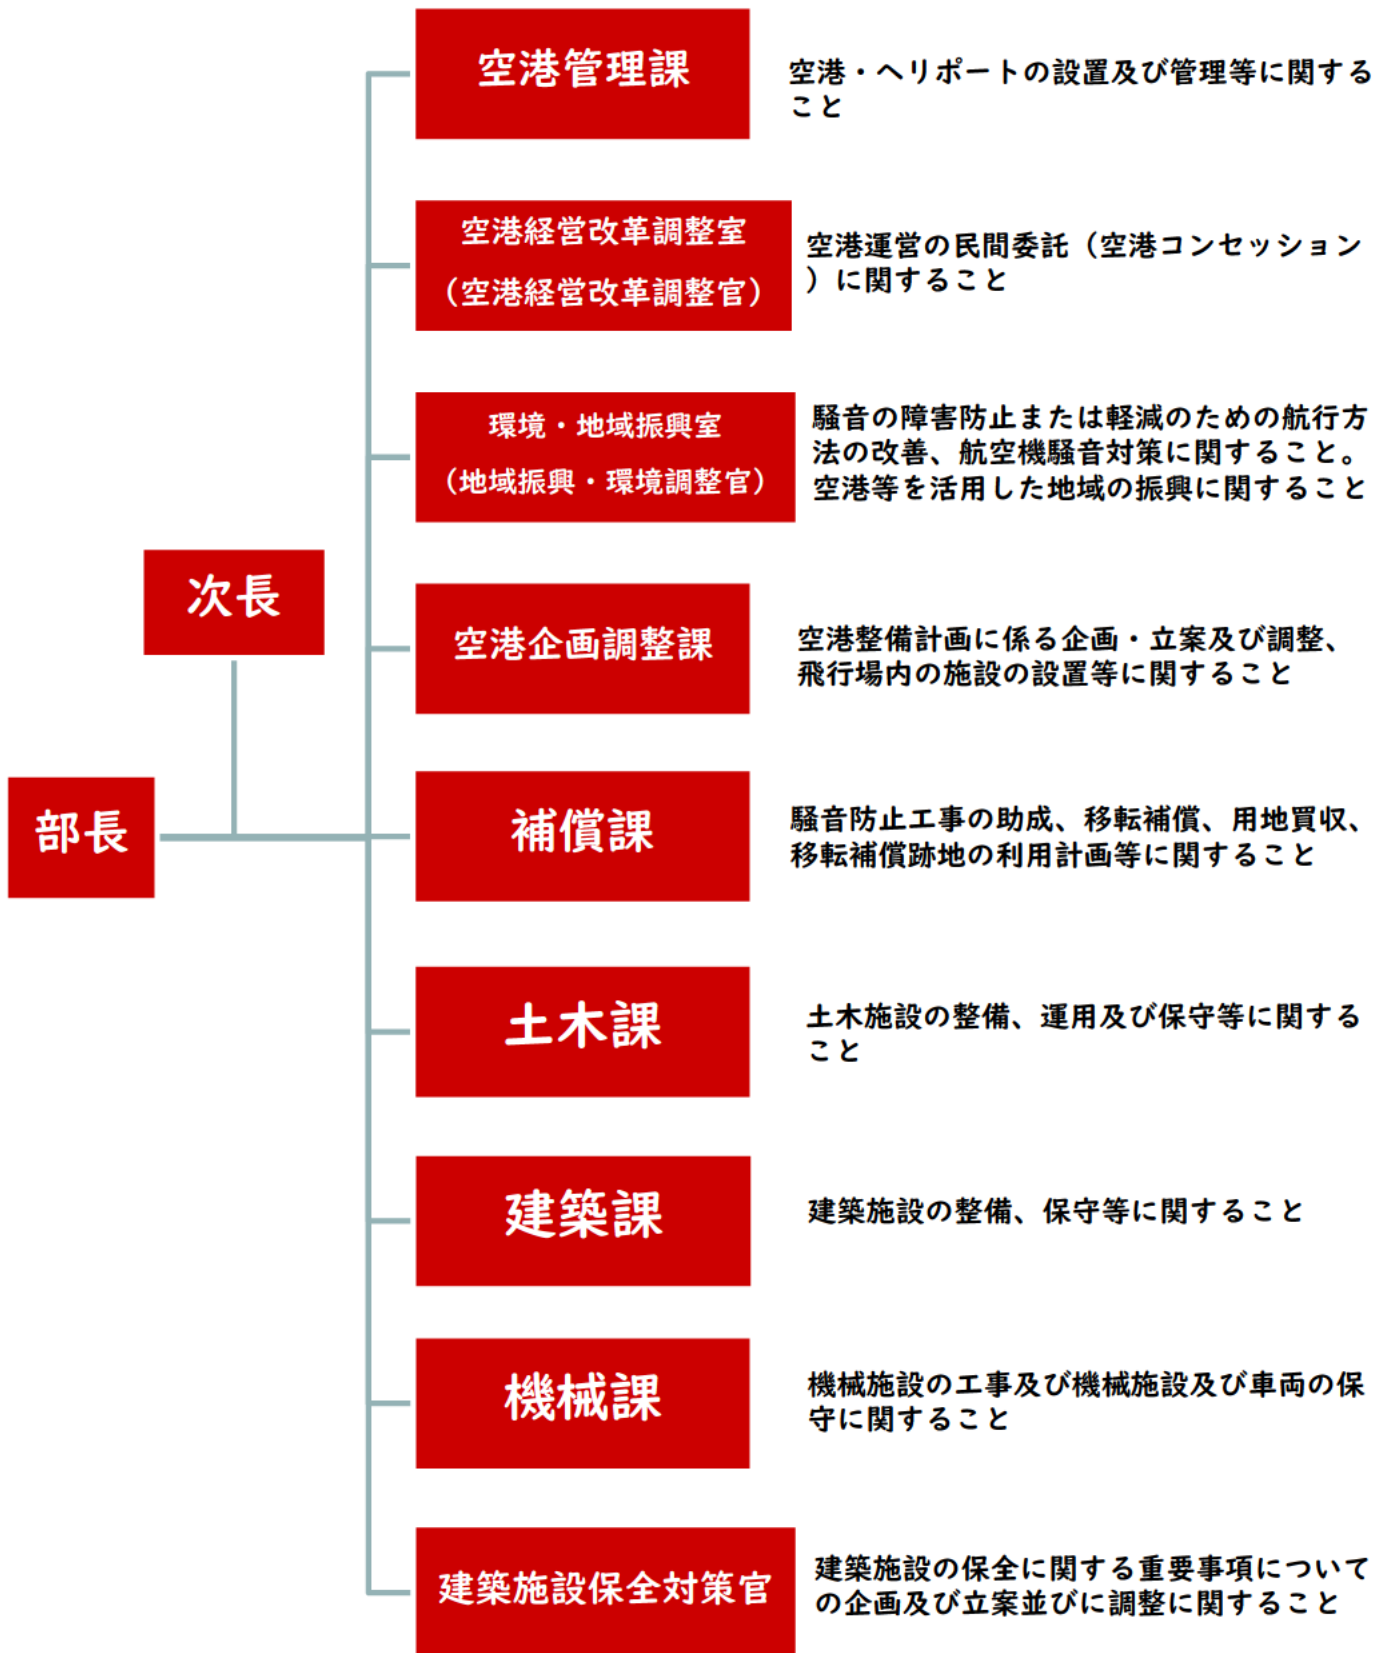 空港管理課
空港・ヘリポートの設置及び管理等に関する
こと
空港経営改革調整室
（空港経営改革調整官）
空港運営の民間委託（空港コンセッション
）に関すること
環境・地域振興室
（地域振興・環境調整官）
騒音の障害防止または軽減のための航行方
法の改善、航空機騒音対策に関すること。
空港等を活用した地域の振興に関すること
次長
空港企画調整課
空港整備計画に係る企画・立案及び調整、
飛行場内の施設の設置等に関すること
部長
補償課
騒音防止工事の助成、移転補償、用地買収、
移転補償跡地の利用計画等に関すること
土木課
土木施設の整備、運用及び保守等に関する
こと
建築課
建築施設の整備、保守等に関すること
機械課
機械施設の工事及び機械施設及び車両の保
守に関すること
建築施設保全対策官
建築施設の保全に関する重要事項について
の企画及び立案並びに調整に関すること